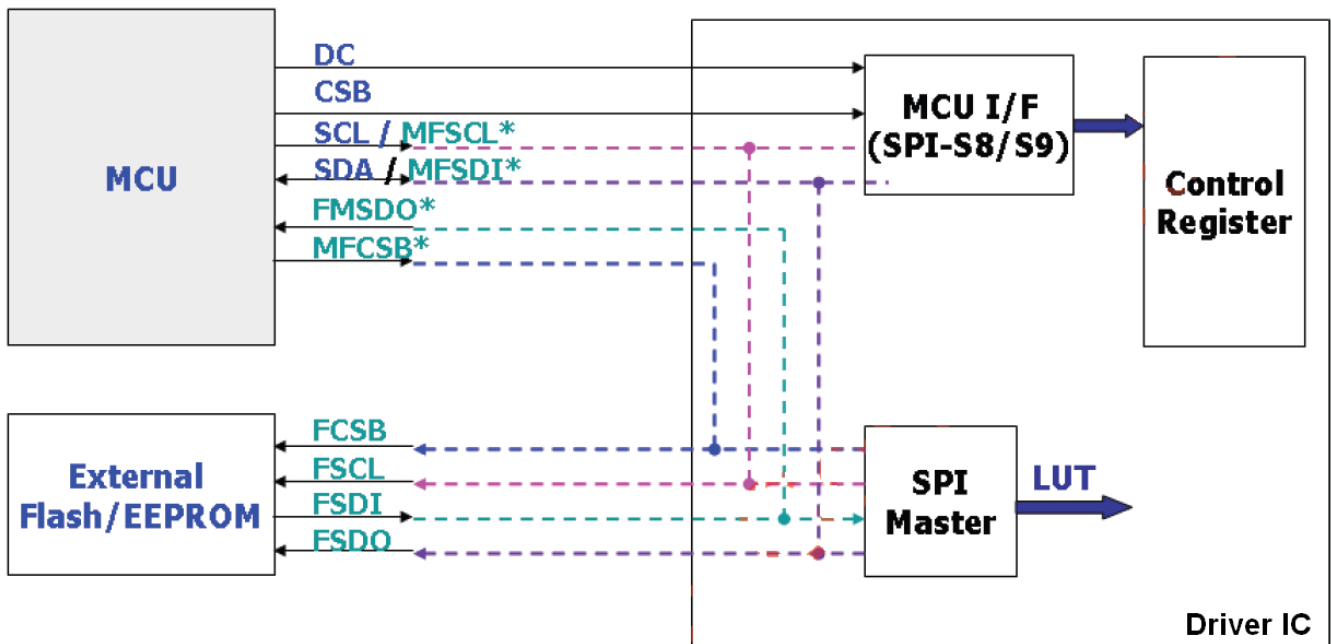 MCU
DC
CSB
SCL / MFSCL*
SDA / MFSDI*
FMSDO*
MFCSB*
MCU I/F
(SPI-S8/S9)
Control
Register
External
Flash/EEPROM
FCSB
FSCL
FSDI
FSDO
SPI
Master
LUT
Driver IC